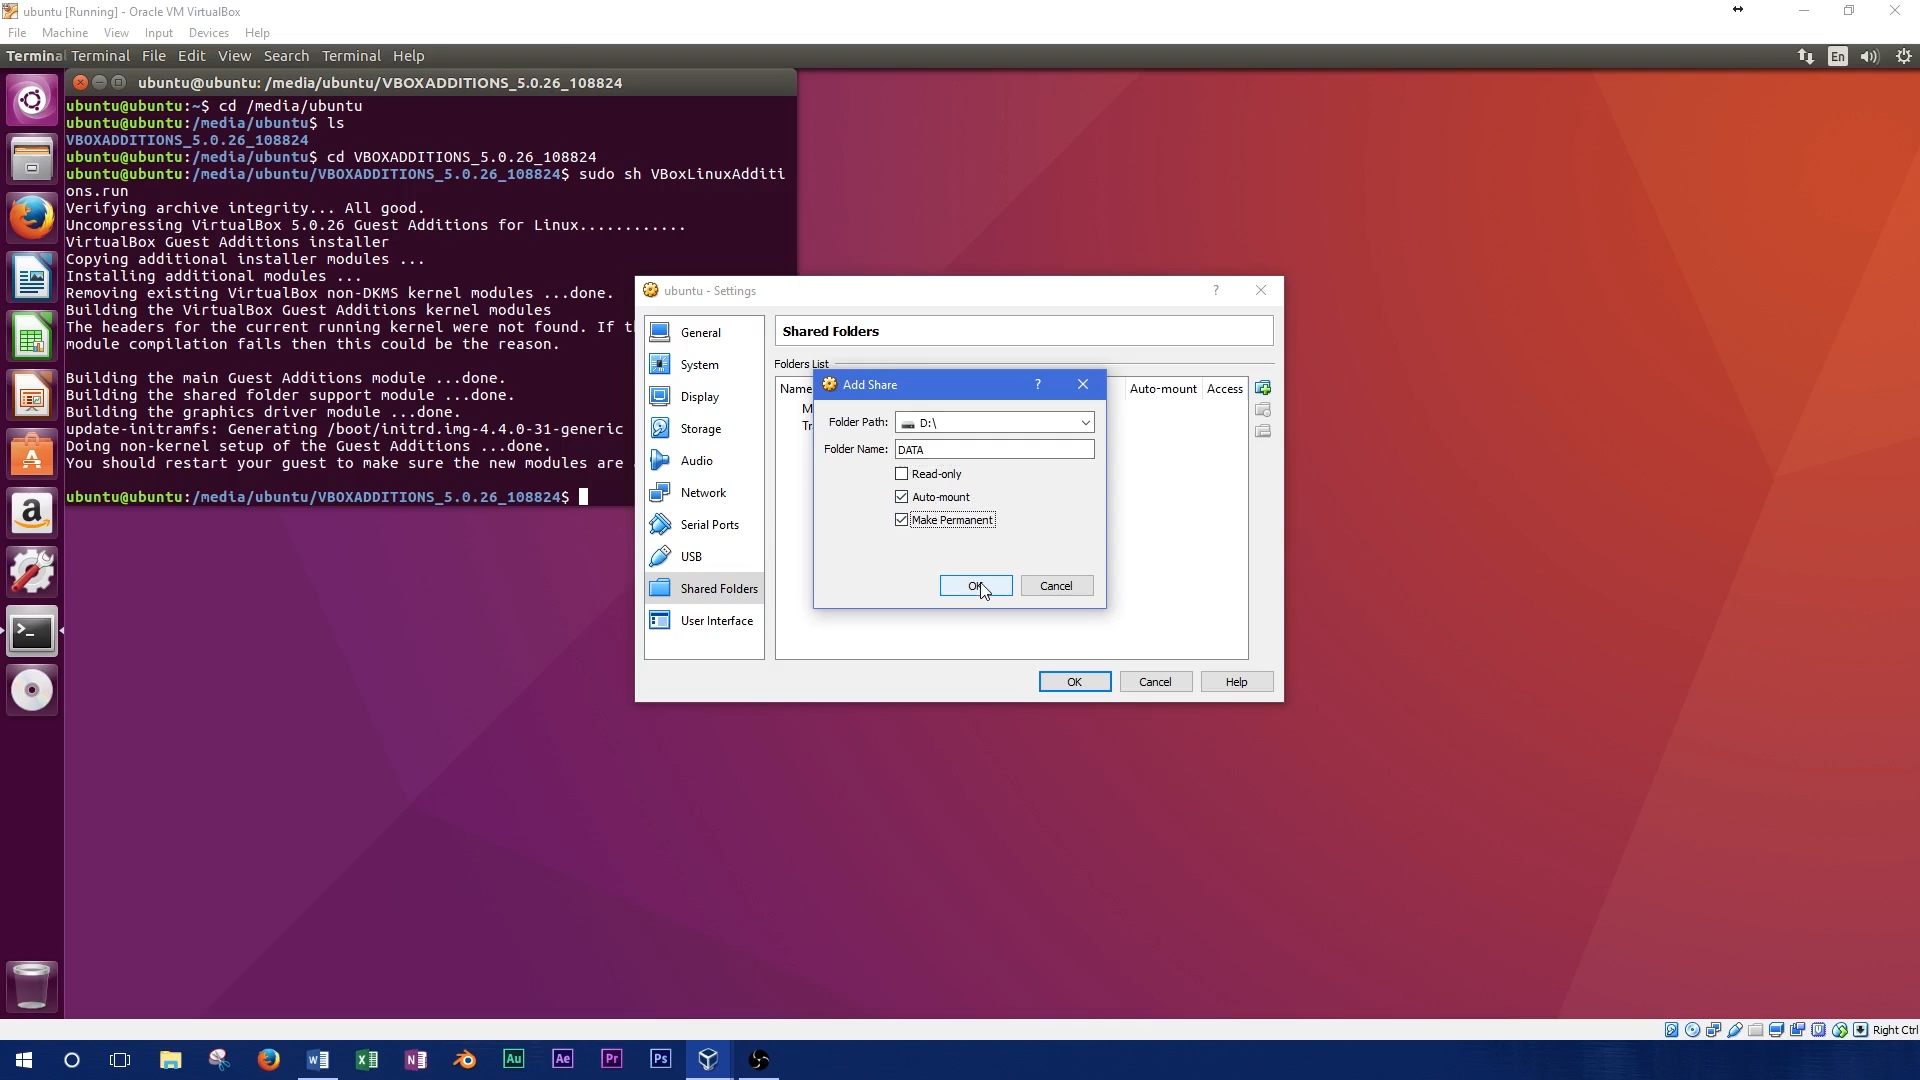 ubuntu [Running] - Oracle VM VirtualBox
File Machine View Input Devices Help
Terminal Terminal File Edit View Search Terminal Help
En
ubuntu@ubuntu: /media/ubuntu/VBOXADDITIONS_5.0.26_108824
ubuntu@ubuntu:~$ cd /media/ubuntu
ubuntu@ubuntu:/media/ubuntu$ ls
VBOXADDITIONS_5.0.26_108824
ubuntu@ubuntu:/media/ubuntu$ cd VBOXADDITIONS_5.0.26_108824
ubuntu@ubuntu:/media/ubuntu/VBOXADDITIONS_5.0.26_108824$ sudo sh VBoxLinuxAdditi
ons.run
Verifying archive integrity... All good.
Uncompressing VirtualBox 5.0.26 Guest Additions for Linux............
VirtualBox Guest Additions installer
Copying additional installer modules ...
Installing additional modules ...
Removing existing VirtualBox non-DKMS kernel modules ...done.
Building the VirtualBox Guest Additions kernel modules
The headers for the current running kernel were not found. If t
module compilation fails then this could be the reason.
Building the main Guest Additions module ...done.
Building the shared folder support module ...done.
Building the graphics driver module ...done.
update-initramfs: Generating /boot/initrd.img-4.4.0-31-generic
Doing non-kernel setup of the Guest Additions ...done.
You should restart your guest to make sure the new modules are
ubuntu@ubuntu:/media/ubuntu/VBOXADDITIONS_5.0.26_108824$
ubuntu - Settings
General
System
Display
Storage
Audio
Network
Serial Ports
USB
Shared Folders
User Interface
Shared Folders
Folders List
Name Auto-mount Access
M
Tr
Add Share
Folder Path: D:\
Folder Name: DATA
Read-only
Auto-mount
Make Permanent
OK Cancel
OK Cancel Help
Right Ctrl
Au Ae Pr Ps